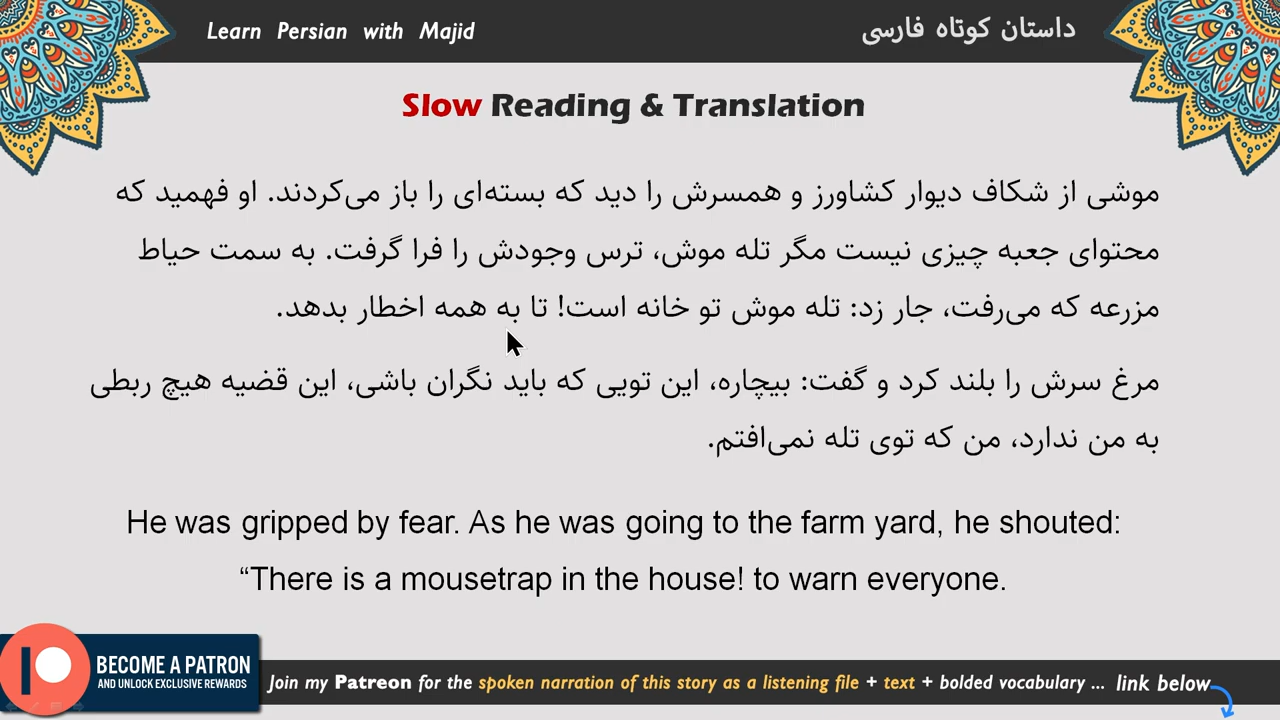 Learn Persian with Majid
داستان کوتاه فارسی
Slow Reading & Translation
موشی از شکاف دیوار کشاورز و همسرش را دید که بسته‌ای را باز می‌کردند. او فهمید که
محتوای جعبه چیزی نیست مگر تله موش، ترس وجودش را فرا گرفت. به سمت حیاط
مزرعه که می‌رفت، جار زد: تله موش تو خانه است! تا به همه اخطار بدهد.
مرغ سرش را بلند کرد و گفت: بیچاره، این تویی که باید نگران باشی، این قضیه هیچ ربطی
به من ندارد، من که توی تله نمی‌افتم.
He was gripped by fear. As he was going to the farm yard, he shouted:
“There is a mousetrap in the house! to warn everyone.
BECOME A PATRON
AND UNLOCK EXCLUSIVE REWARDS
Join my Patreon for the spoken narration of this story as a listening file + text + bolded vocabulary ... link below